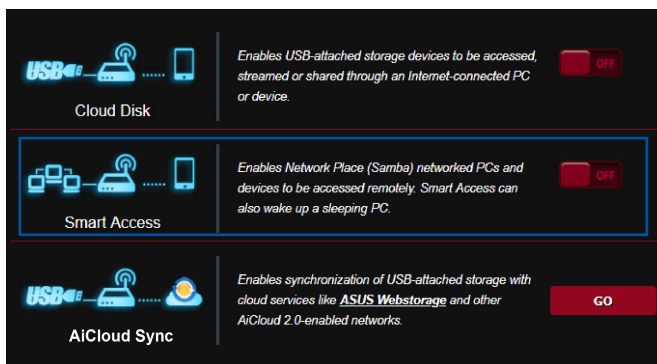 USB
Cloud Disk
Enables USB-attached storage devices to be accessed,
streamed or shared through an Internet-connected PC
or device.
OFF
Smart Access
Enables Network Place (Samba) networked PCs and
devices to be accessed remotely. Smart Access can
also wake up a sleeping PC.
OFF
USB
AiCloud Sync
Enables synchronization of USB-attached storage with
cloud services like ASUS Webstorage and other
AiCloud 2.0-enabled networks.
GO